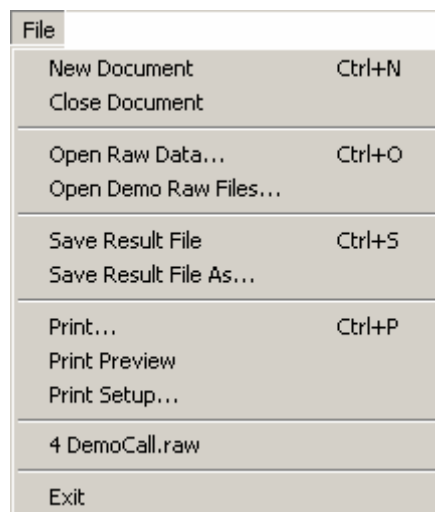 File
New Document Ctrl+N
Close Document
Open Raw Data... Ctrl+O
Open Demo Raw Files...
Save Result File Ctrl+S
Save Result File As...
Print... Ctrl+P
Print Preview
Print Setup...
4 DemoCall.raw
Exit